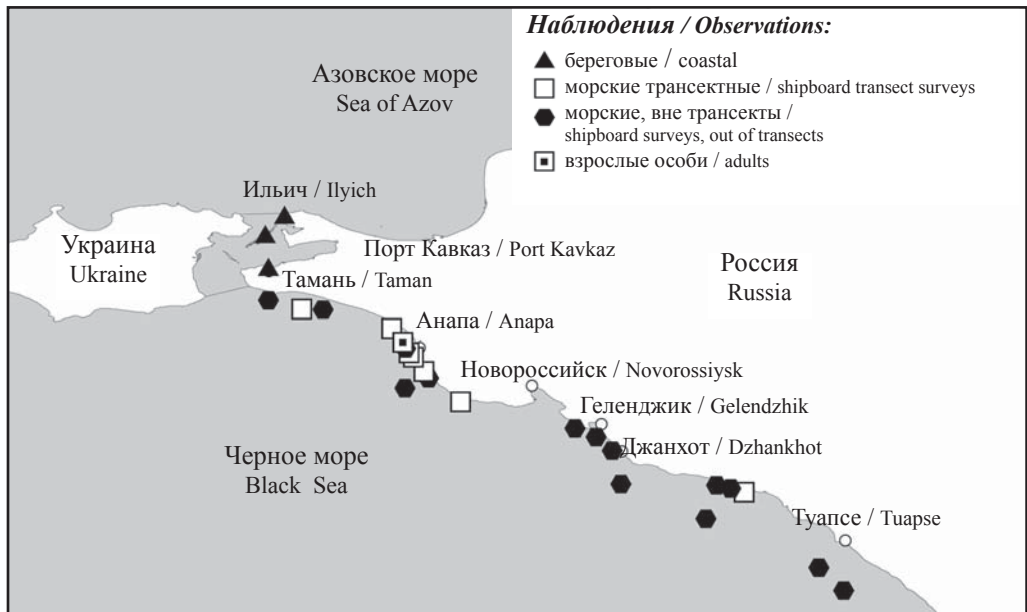 Наблюдения / Observations:
береговые / coastal
морские трансектные / shipboard transect surveys
морские, вне трансекты /
shipboard surveys, out of transects
взрослые особи / adults
Азовское море
Sea of Azov
Ильич / Ilyich
Украина
Ukraine
Порт Кавказ / Port Kavkaz
Россия
Russia
Тамань / Taman
Анапа / Anapa
Новороссийск / Novorossiysk
Геленджик / Gelendzhik
Джанхот / Dzhankhot
Черное море
Black Sea
Туапсе / Tuapse